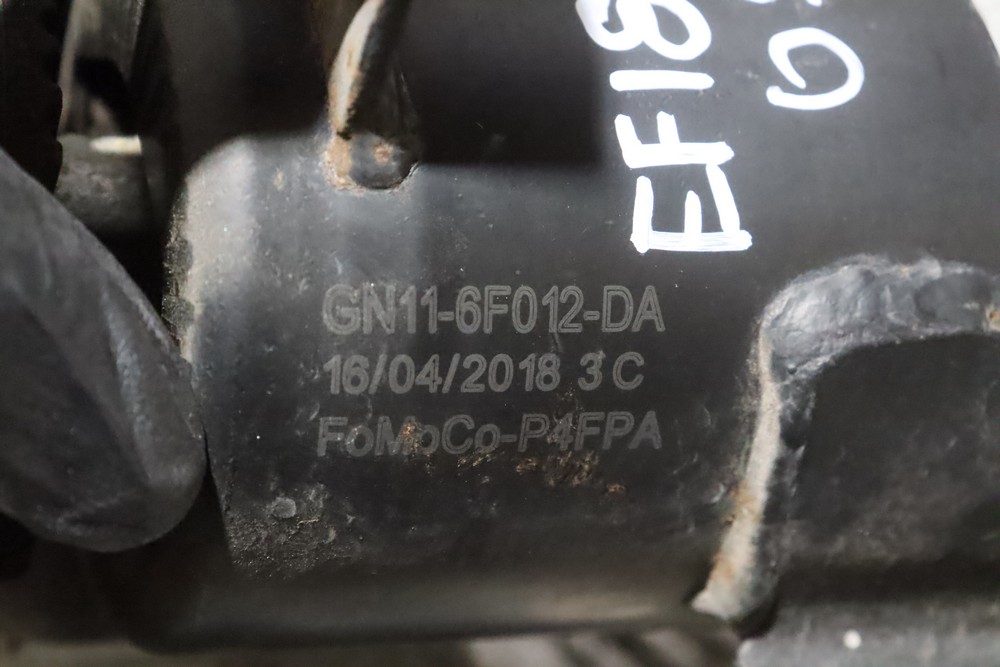 GN11-6F012-DA
16/04/2018 3C
FoMoCo-P4FPA
EF18